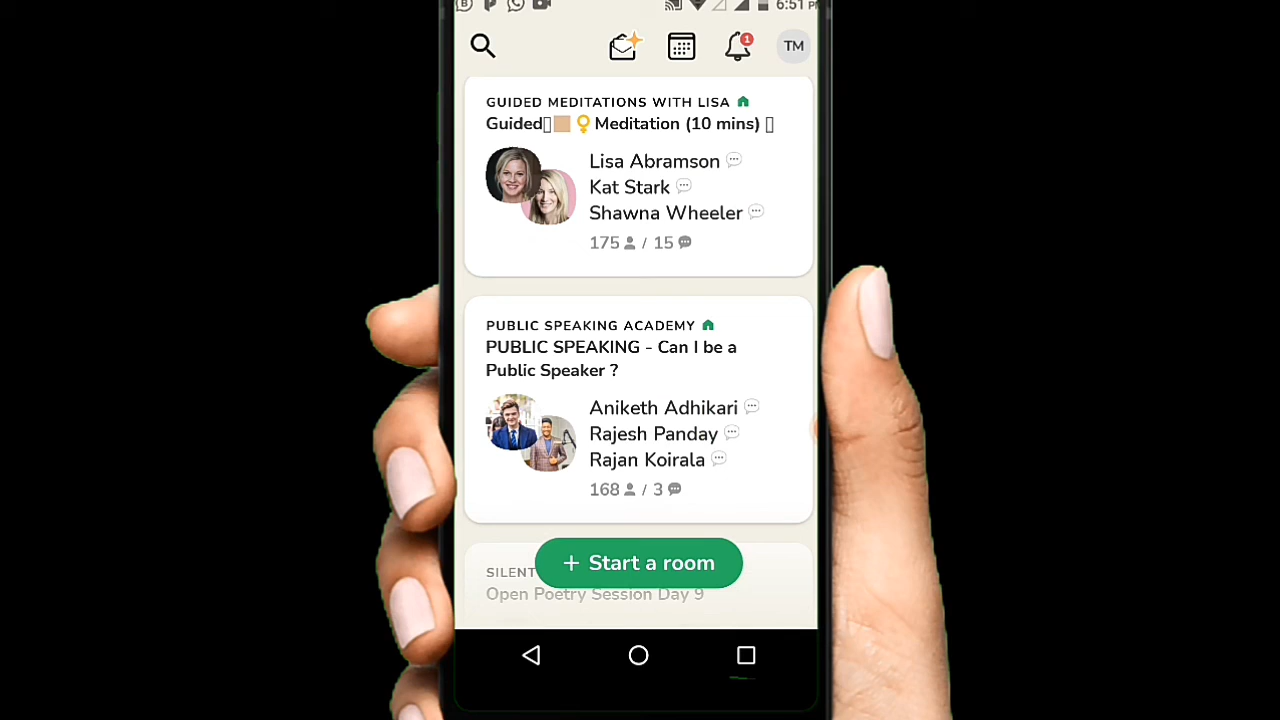 6:51 PM
1
TM
GUIDED MEDITATIONS WITH LISA
Guided Meditation (10 mins)
Lisa Abramson
Kat Stark
Shawna Wheeler
175 / 15
PUBLIC SPEAKING ACADEMY
PUBLIC SPEAKING - Can I be a
Public Speaker ?
Aniketh Adhikari
Rajesh Panday
Rajan Koirala
168 / 3
SILENT
+ Start a room
Open Poetry Session Day 9